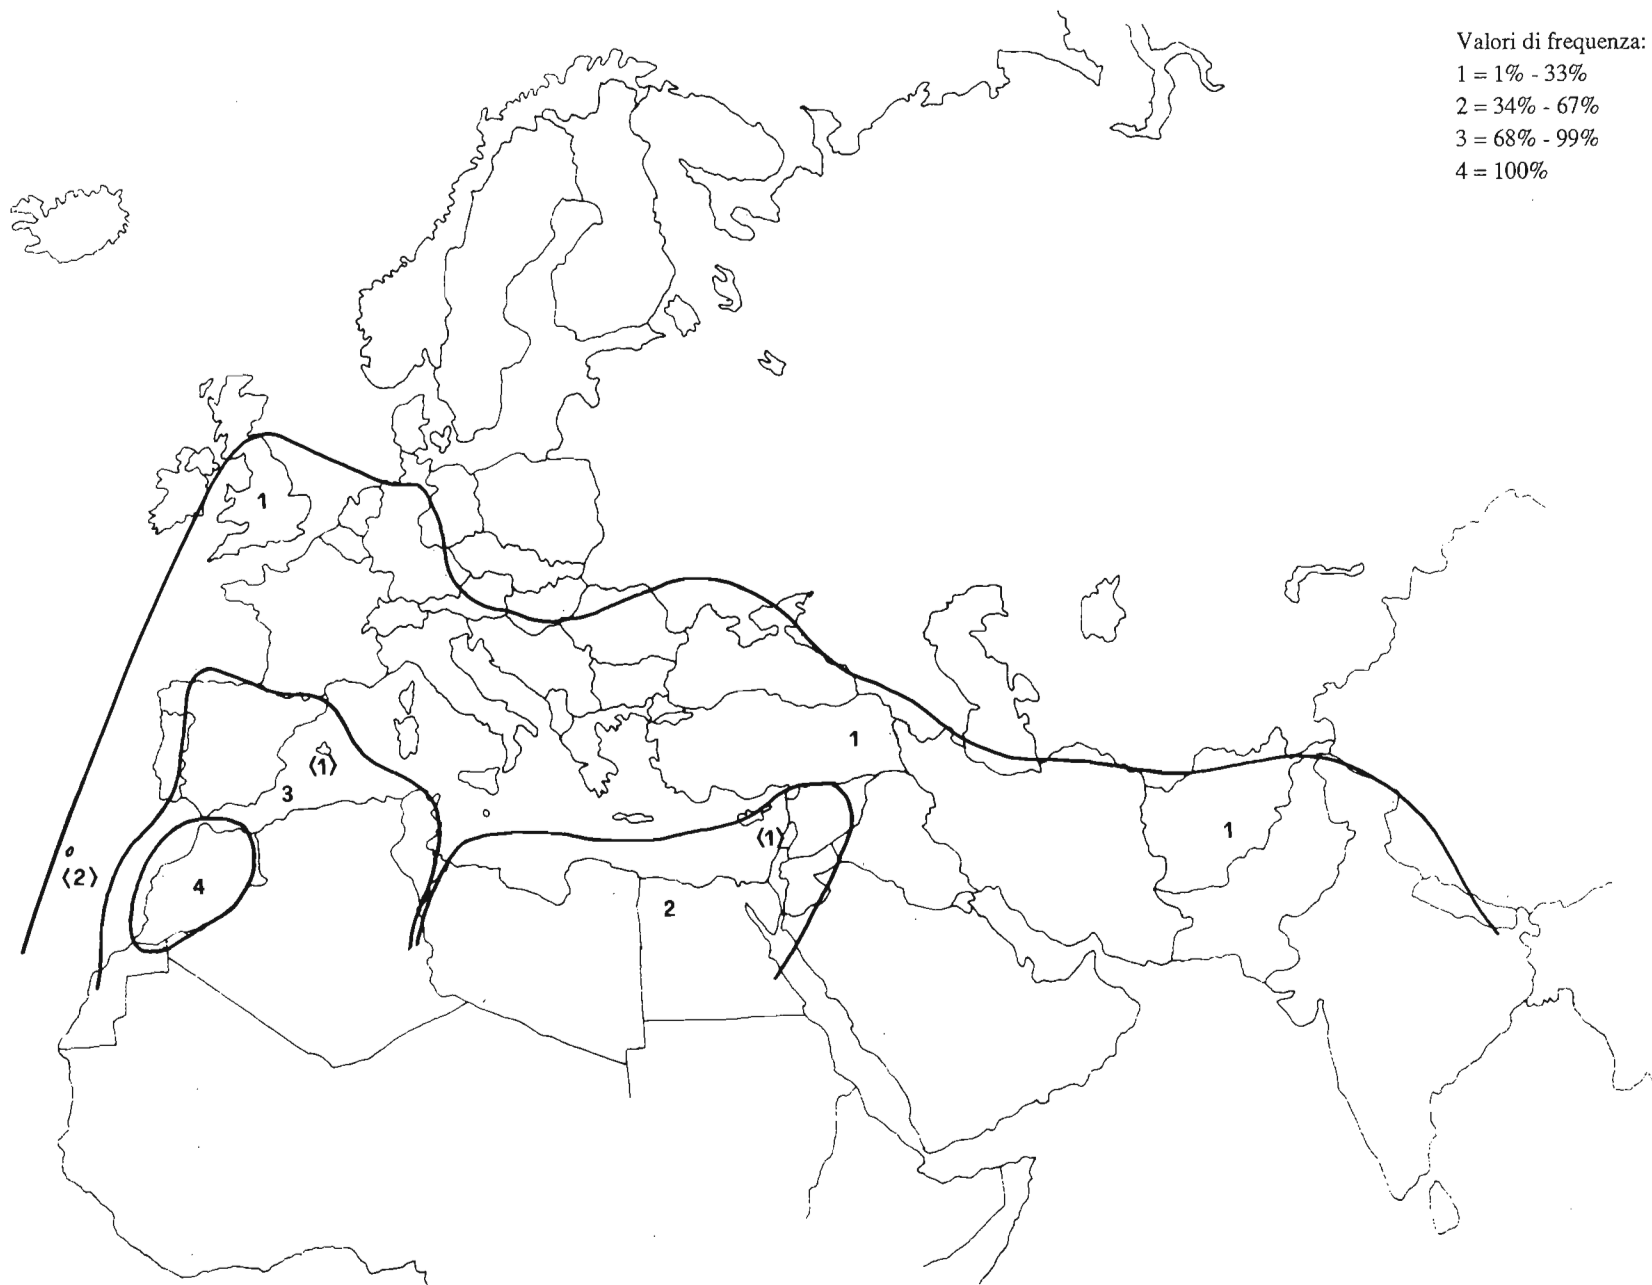 Valori di frequenza:
1 = 1% - 33%
2 = 34% - 67%
3 = 68% - 99%
4 = 100%
1
1
⟨1⟩
3
1
⟨1⟩
⟨2⟩
4
2